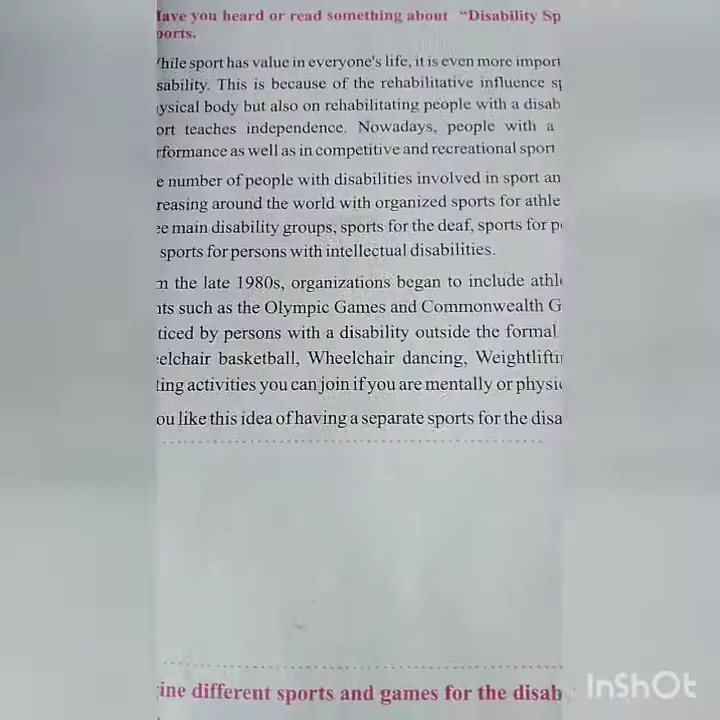 lave you heard or read something about "Disability Sp
ports.
hile sport has value in everyone's life, it is even more import
sability. This is because of the rehabilitative influence sp
ysical body but also on rehabilitating people with a disab
ort teaches independence. Nowadays, people with a
rformance as well as in competitive and recreational sport
e number of people with disabilities involved in sport an
reasing around the world with organized sports for athle
ee main disability groups, sports for the deaf, sports for p
sports for persons with intellectual disabilities.
m the late 1980s, organizations began to include athl
nts such as the Olympic Games and Commonwealth G
ticed by persons with a disability outside the formal
elchair basketball, Wheelchair dancing, Weightlifti
ting activities you can join if you are mentally or physic
ou like this idea of having a separate sports for the disa
gine different sports and games for the disab
InShOt